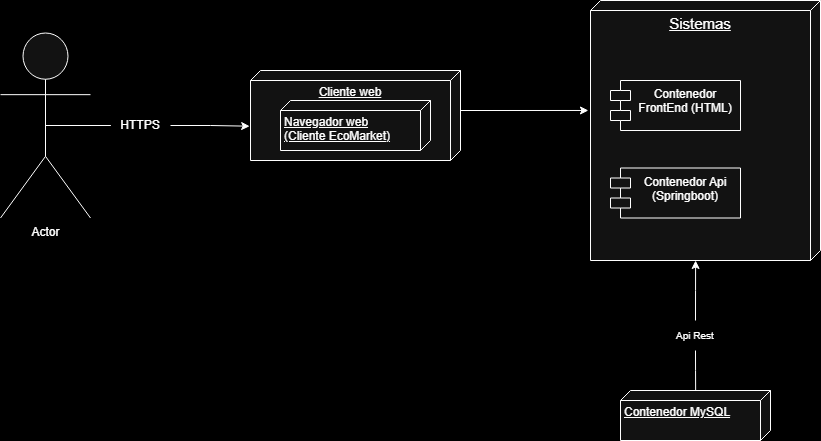 Sistemas
Cliente web
Navegador web
(Cliente EcoMarket)
Contenedor
FrontEnd (HTML)
HTTPS
Contenedor Api
(Springboot)
Actor
Api Rest
Contenedor MySQL